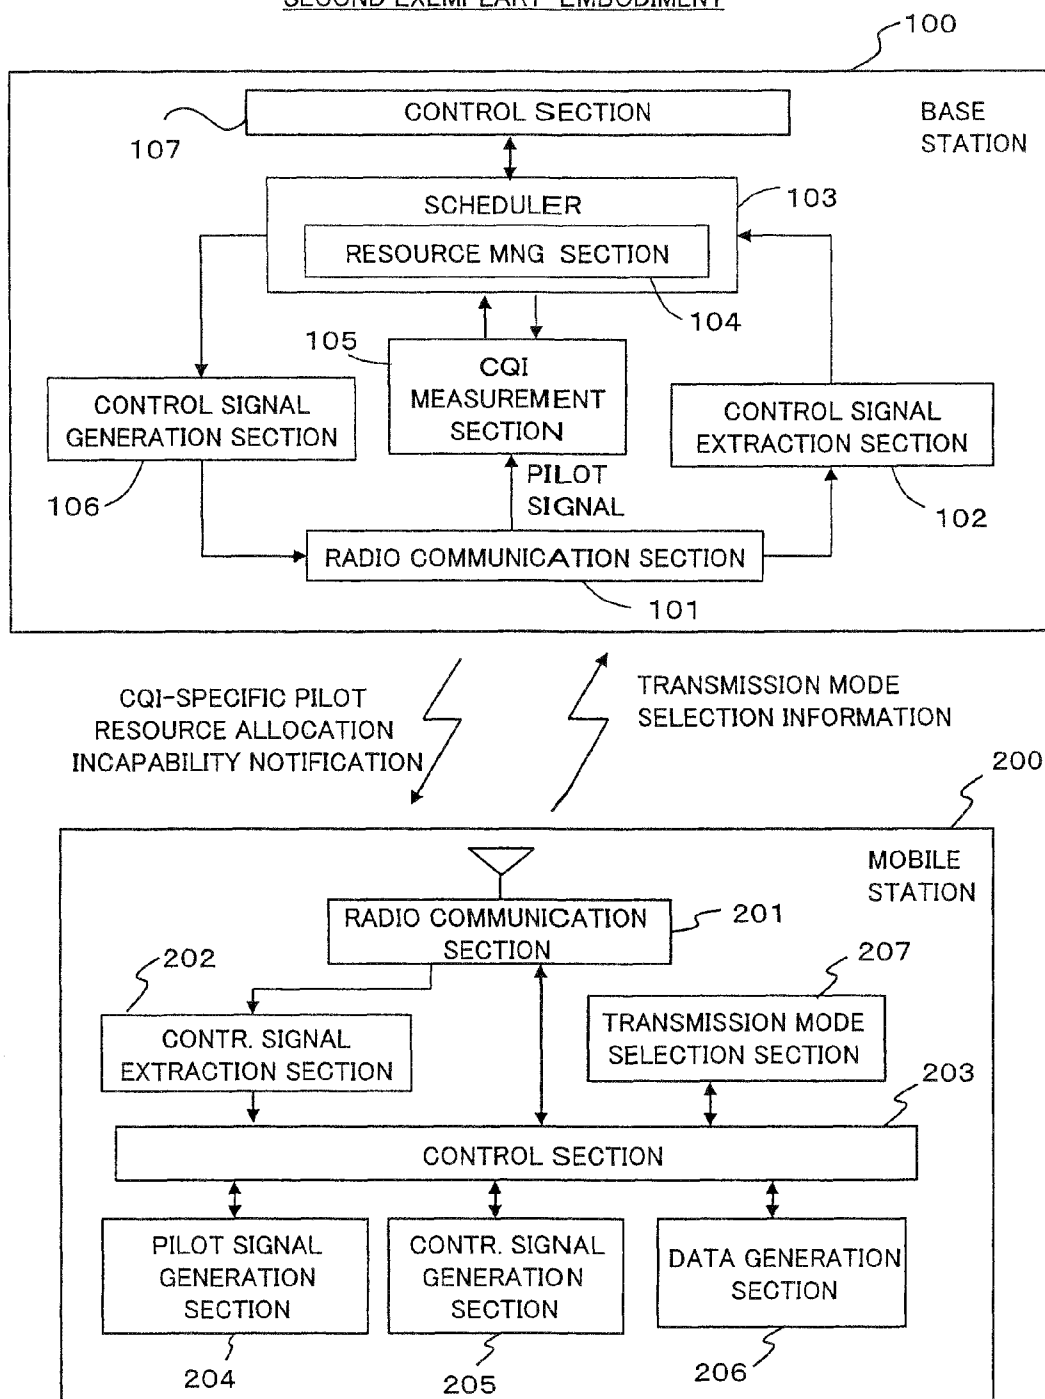 SECOND EXEMPLARY EMBODIMENT
100
CONTROL SECTION
BASE
STATION
107
SCHEDULER
103
RESOURCE MNG SECTION
104
105
CQI
MEASUREMENT
SECTION
CONTROL SIGNAL
GENERATION SECTION
CONTROL SIGNAL
EXTRACTION SECTION
106
PILOT
SIGNAL
102
RADIO COMMUNICATION SECTION
101
CQI-SPECIFIC PILOT
RESOURCE ALLOCATION
INCAPABILITY NOTIFICATION
TRANSMISSION MODE
SELECTION INFORMATION
200
MOBILE
STATION
RADIO COMMUNICATION
SECTION
201
202
207
CONTR. SIGNAL
EXTRACTION SECTION
TRANSMISSION MODE
SELECTION SECTION
203
CONTROL SECTION
PILOT SIGNAL
GENERATION
SECTION
CONTR. SIGNAL
GENERATION
SECTION
DATA GENERATION
SECTION
204
205
206